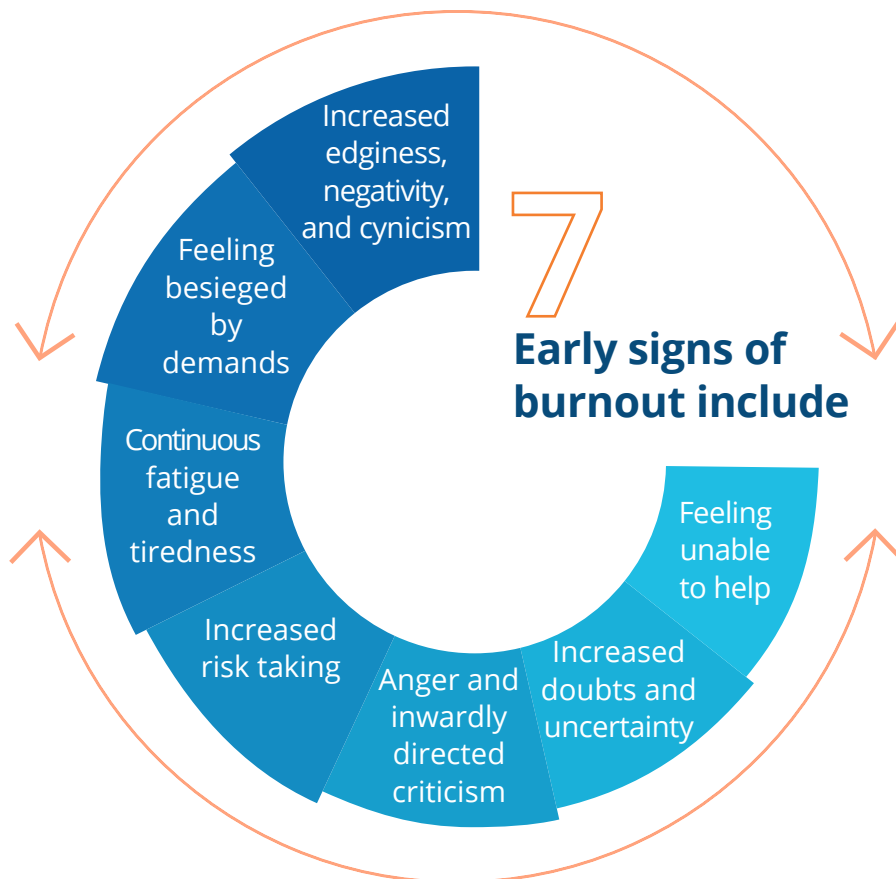 7
Early signs of
burnout include
Increased
edginess,
negativity,
and cynicism
Feeling
besieged
by
demands
Continuous
fatigue
and
tiredness
Increased
risk taking
Anger and
inwardly
directed
criticism
Increased
doubts and
uncertainty
Feeling
unable
to help